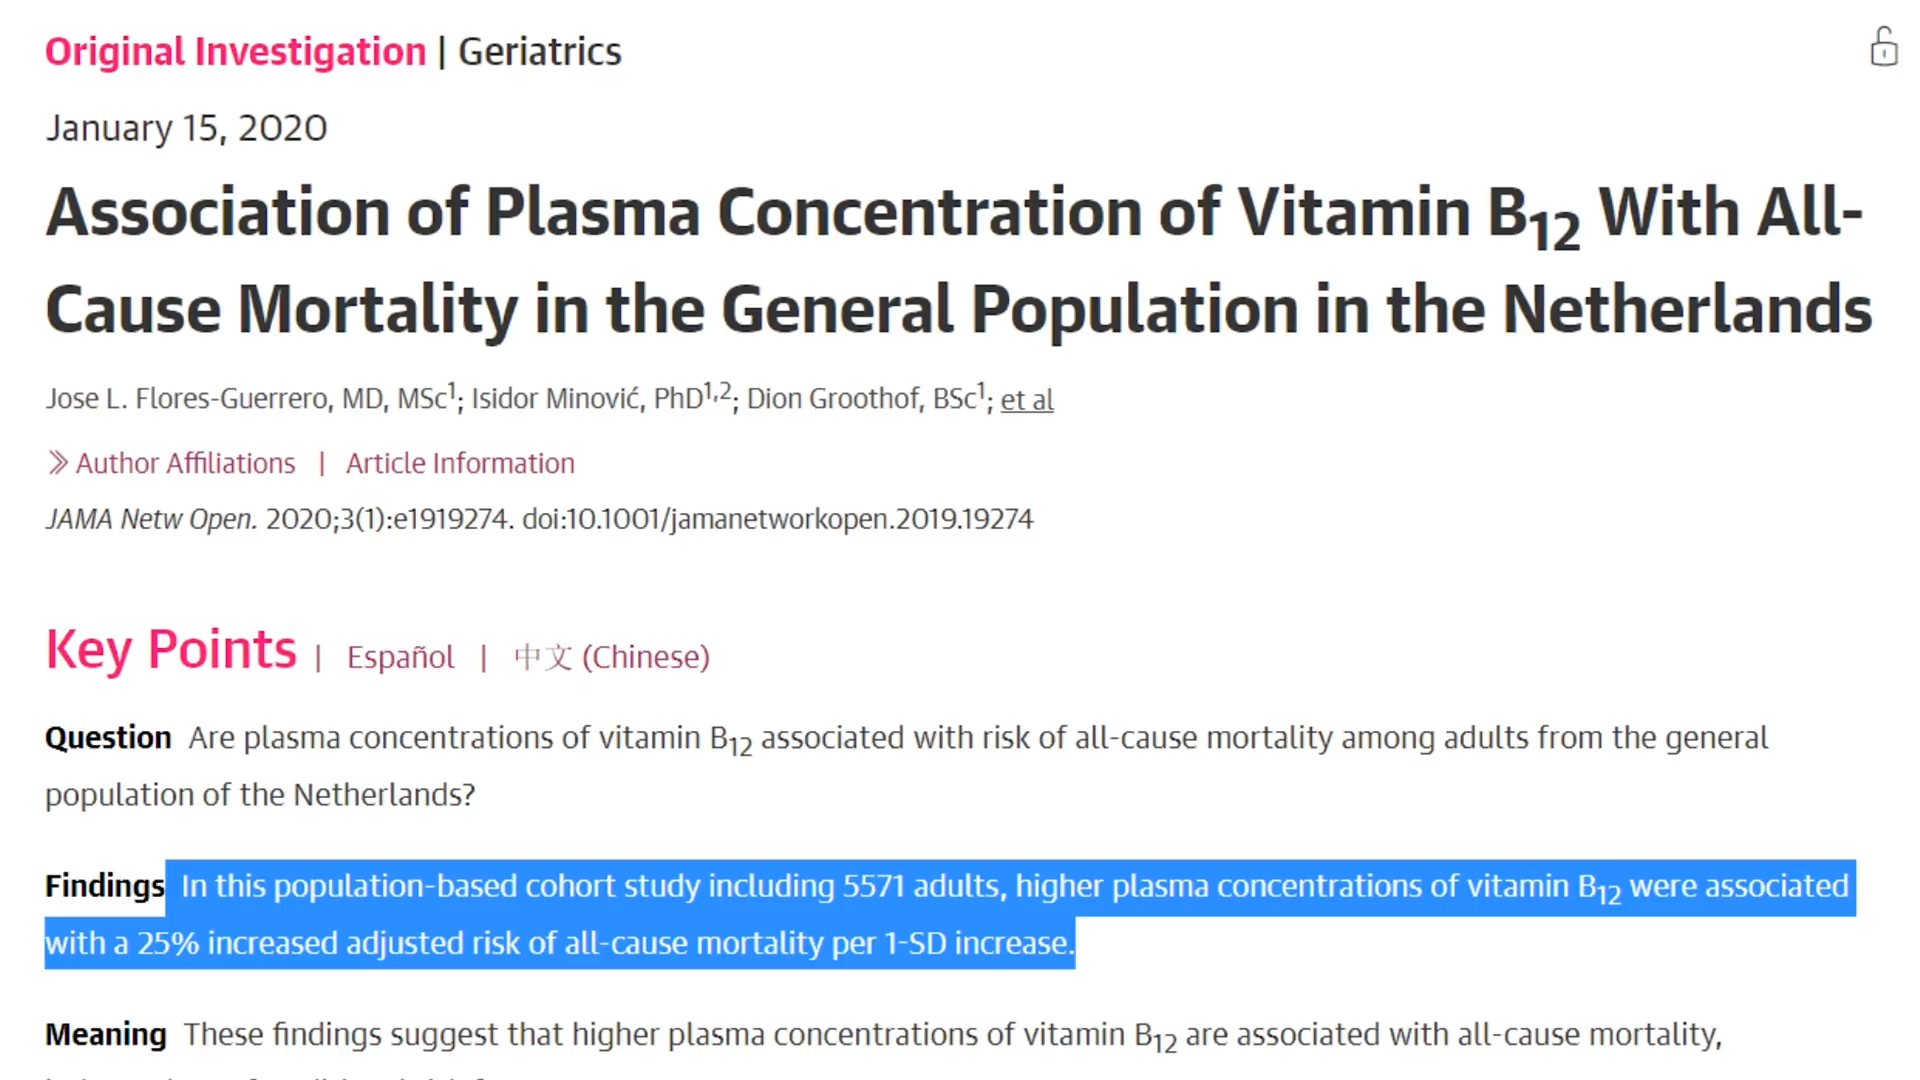 Original Investigation | Geriatrics
January 15, 2020
Association of Plasma Concentration of Vitamin B12 With All-
Cause Mortality in the General Population in the Netherlands
Jose L. Flores-Guerrero, MD, MSc1; Isidor Minović, PhD1,2; Dion Groothof, BSc1; et al
Author Affiliations | Article Information
JAMA Netw Open. 2020;3(1):e1919274. doi:10.1001/jamanetworkopen.2019.19274
Key Points | Español | 中文 (Chinese)
Question Are plasma concentrations of vitamin B12 associated with risk of all-cause mortality among adults from the general
population of the Netherlands?
Findings In this population-based cohort study including 5571 adults, higher plasma concentrations of vitamin B12 were associated
with a 25% increased adjusted risk of all-cause mortality per 1-SD increase.
Meaning These findings suggest that higher plasma concentrations of vitamin B12 are associated with all-cause mortality,